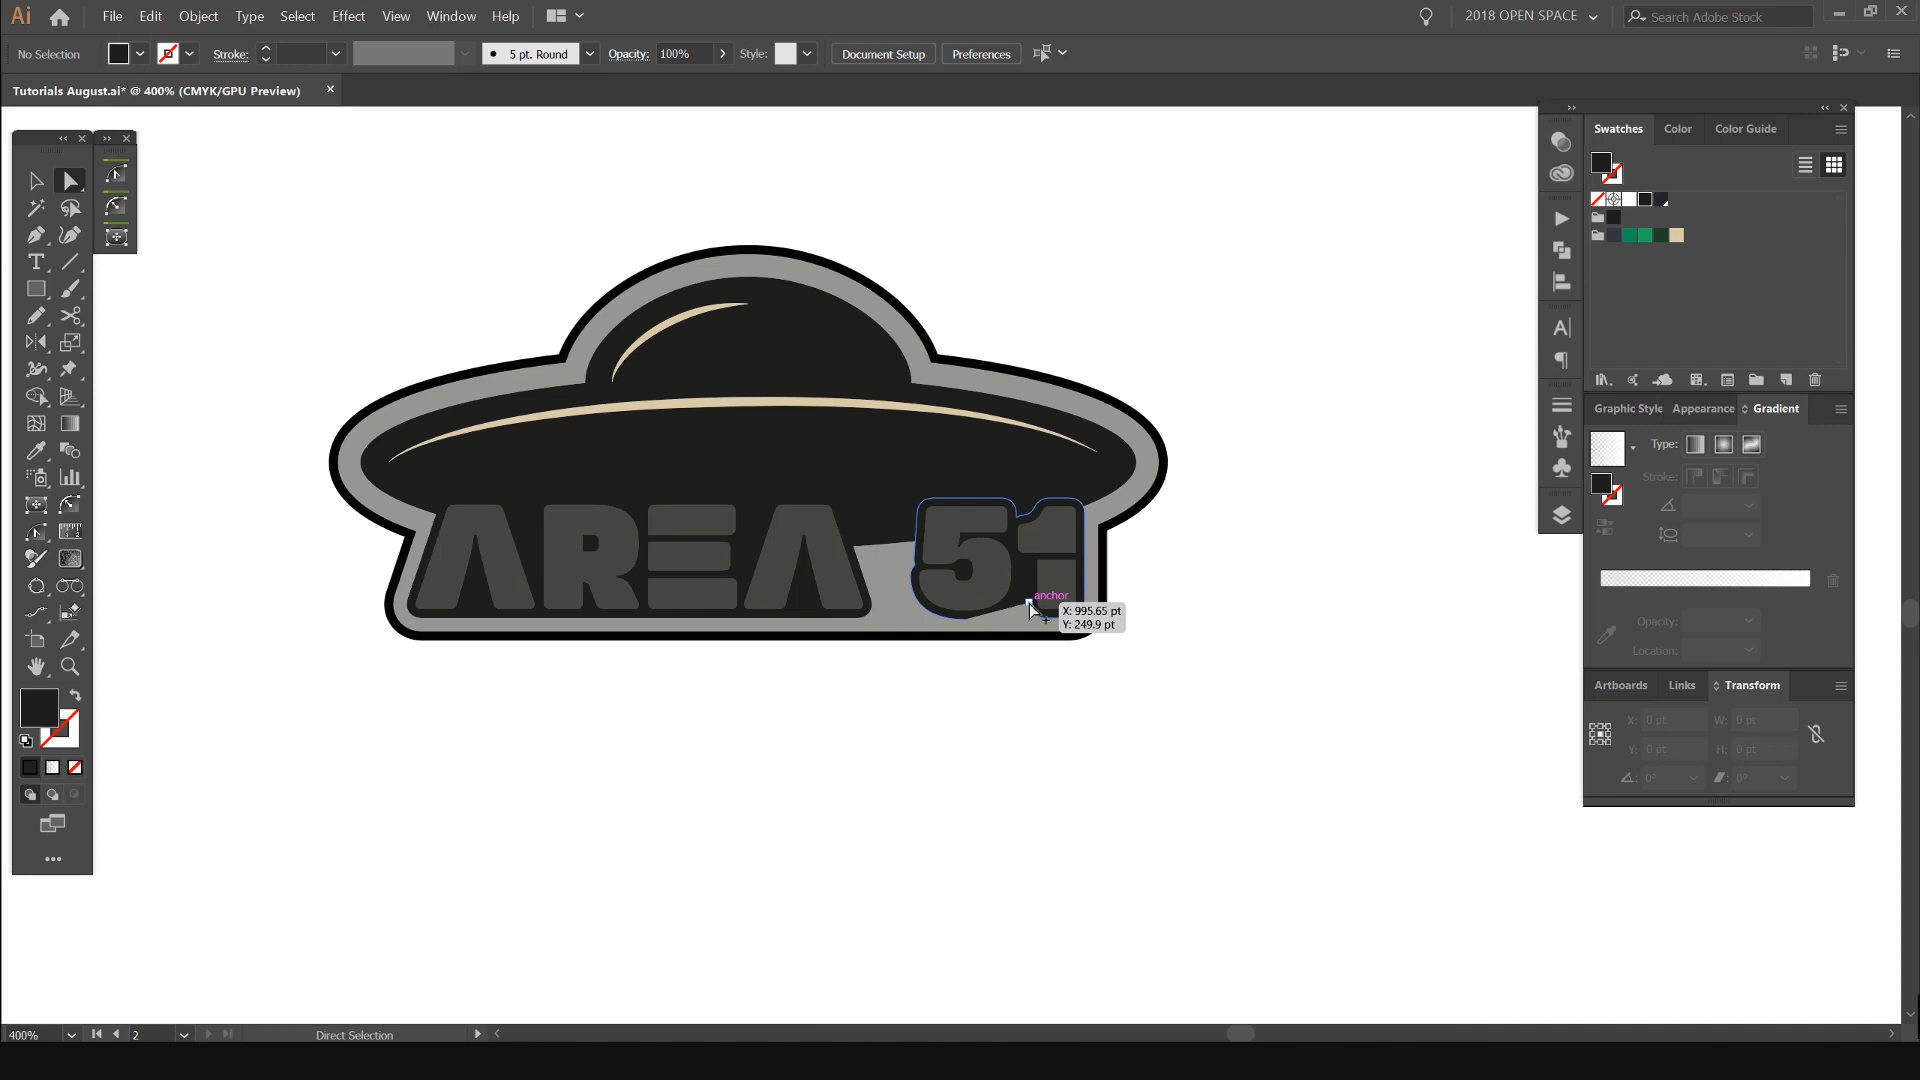 Ai File Edit Object Type Select Effect View Window Help 2018 OPEN SPACE Search Adobe Stock
No Selection Stroke: 5 pt. Round Opacity: 100% Style: Document Setup Preferences
Tutorials August.ai* @ 400% (CMYK/GPU Preview)
Swatches Color Color Guide
Graphic Style Appearance Gradient
Type:
Stroke:
AREA 51
anchor
X: 995.65 pt
Y: 249.9 pt
Opacity:
Location:
Artboards Links Transform
X: 0 pt W: 0 pt
Y: 0 pt H: 0 pt
0° 0°
400% 2 Direct Selection